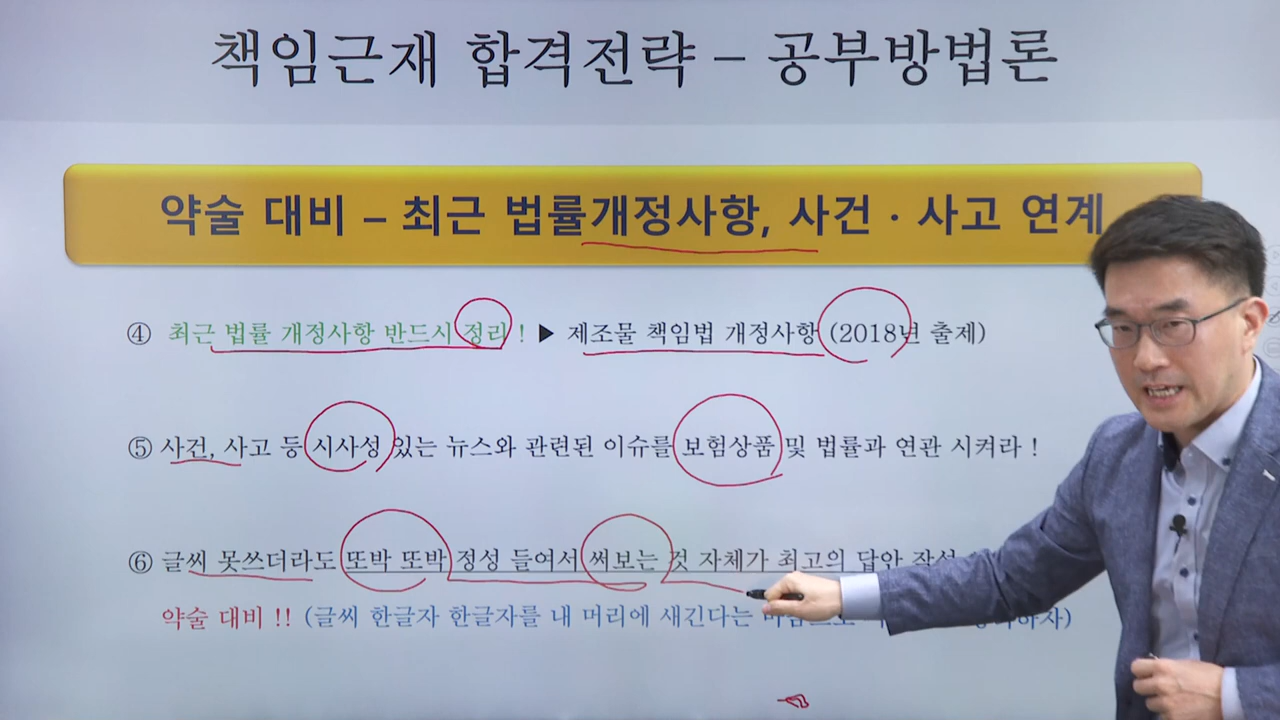 책임근재 합격전략 – 공부방법론
약술 대비 – 최근 법률개정사항, 사건 · 사고 연계
④ 최근 법률 개정사항 반드시 정리 ! ▶ 제조물 책임법 개정사항 (2018년 출제)
⑤ 사건, 사고 등 시사성 있는 뉴스와 관련된 이슈를 보험상품 및 법률과 연관 시켜라 !
⑥ 글씨 못쓰더라도 또박 또박 정성 들여서 써보는 것 자체가 최고의 답안 작성
약술 대비 !! (글씨 한글자 한글자를 내 머리에 새긴다는